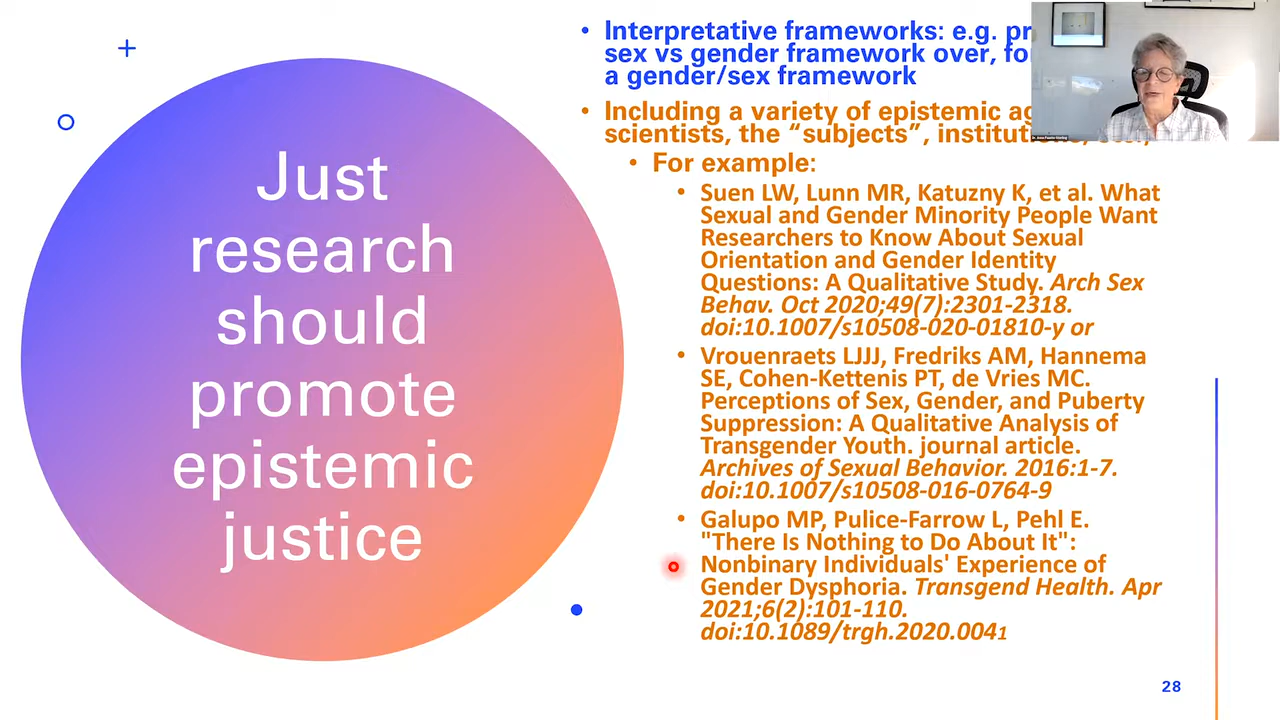 Just
research
should
promote
epistemic
justice
• Interpretative frameworks: e.g.
sex vs gender framework over,
a gender/sex framework
• Including a variety of epistemic
scientists, the “subjects”,
• For example:
• Suen LW, Lunn MR, Katuzny K, et al. What
Sexual and Gender Minority People Want
Researchers to Know About Sexual
Orientation and Gender Identity
Questions: A Qualitative Study. Arch Sex
Behav. Oct 2020;49(7):2301-2318.
doi:10.1007/s10508-020-01810-y or
• Vrouenraets LJJJ, Fredriks AM, Hannema
SE, Cohen-Kettenis PT, de Vries MC.
Perceptions of Sex, Gender, and Puberty
Suppression: A Qualitative Analysis of
Transgender Youth. journal article.
Archives of Sexual Behavior. 2016:1-7.
doi:10.1007/s10508-016-0764-9
• Galupo MP, Pulice-Farrow L, Pehl E.
"There Is Nothing to Do About It":
Nonbinary Individuals' Experience of
Gender Dysphoria. Transgend Health. Apr
2021;6(2):101-110.
doi:10.1089/trgh.2020.0041
28